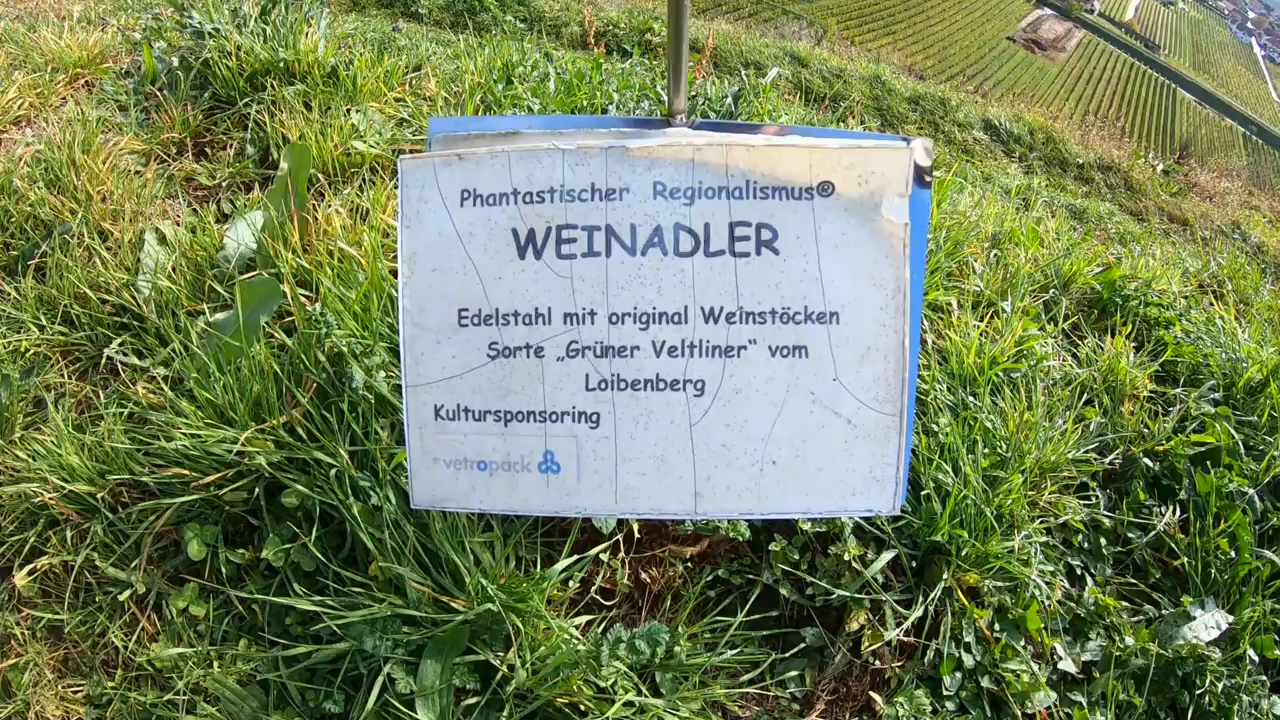 Phantastischer Regionalismus®
WEINADLER
Edelstahl mit original Weinstöcken
Sorte „Grüner Veltliner“ vom
Loibenberg
Kultursponsoring
vetropack